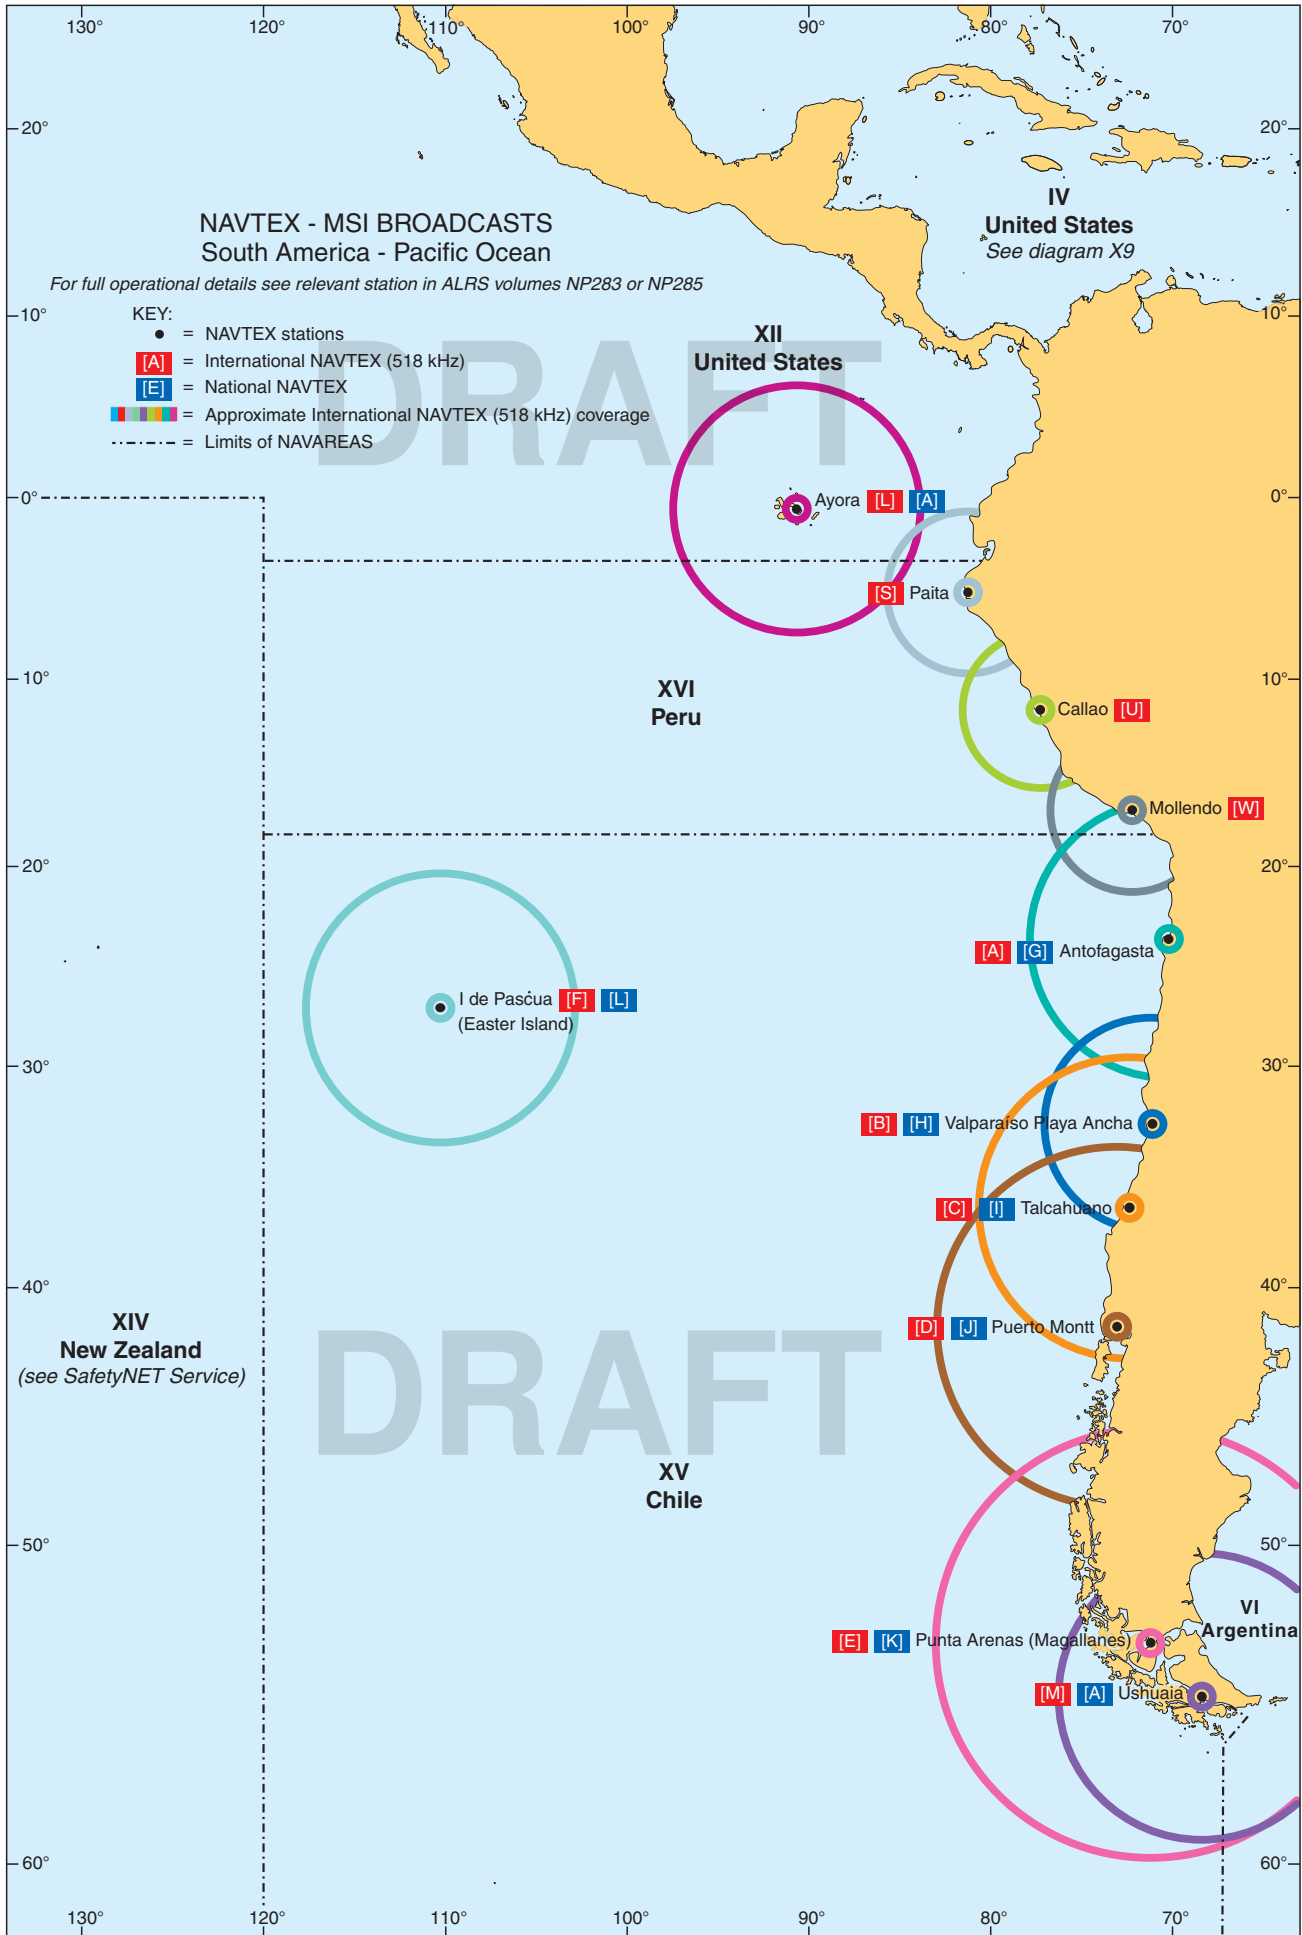 130° 120° 110° 100° 90° 80° 70°
20° 20°
IV
United States
See diagram X9
NAVTEX - MSI BROADCASTS
South America - Pacific Ocean
For full operational details see relevant station in ALRS volumes NP283 or NP285
10° 10°
KEY:
= NAVTEX stations
[A] = International NAVTEX (518 kHz)
[E] = National NAVTEX
= Approximate International NAVTEX (518 kHz) coverage
= Limits of NAVAREAS
DRAFT
XII
United States
0° 0°
Ayora [L] [A]
[S] Paita
10° 10°
XVI
Peru
Callao [U]
Mollendo [W]
20° 20°
[A] [G] Antofagasta
I de Pascua [F] [L]
(Easter Island)
30° 30°
[B] [H] Valparaíso Playa Ancha
[C] [I] Talcahuano
40° 40°
XIV
New Zealand
(see SafetyNET Service)
[D] [J] Puerto Montt
DRAFT
XV
Chile
50° 50°
VI
Argentina
[E] [K] Punta Arenas (Magallanes)
[M] [A] Ushuaia
60° 60°
130° 120° 110° 100° 90° 80° 70°